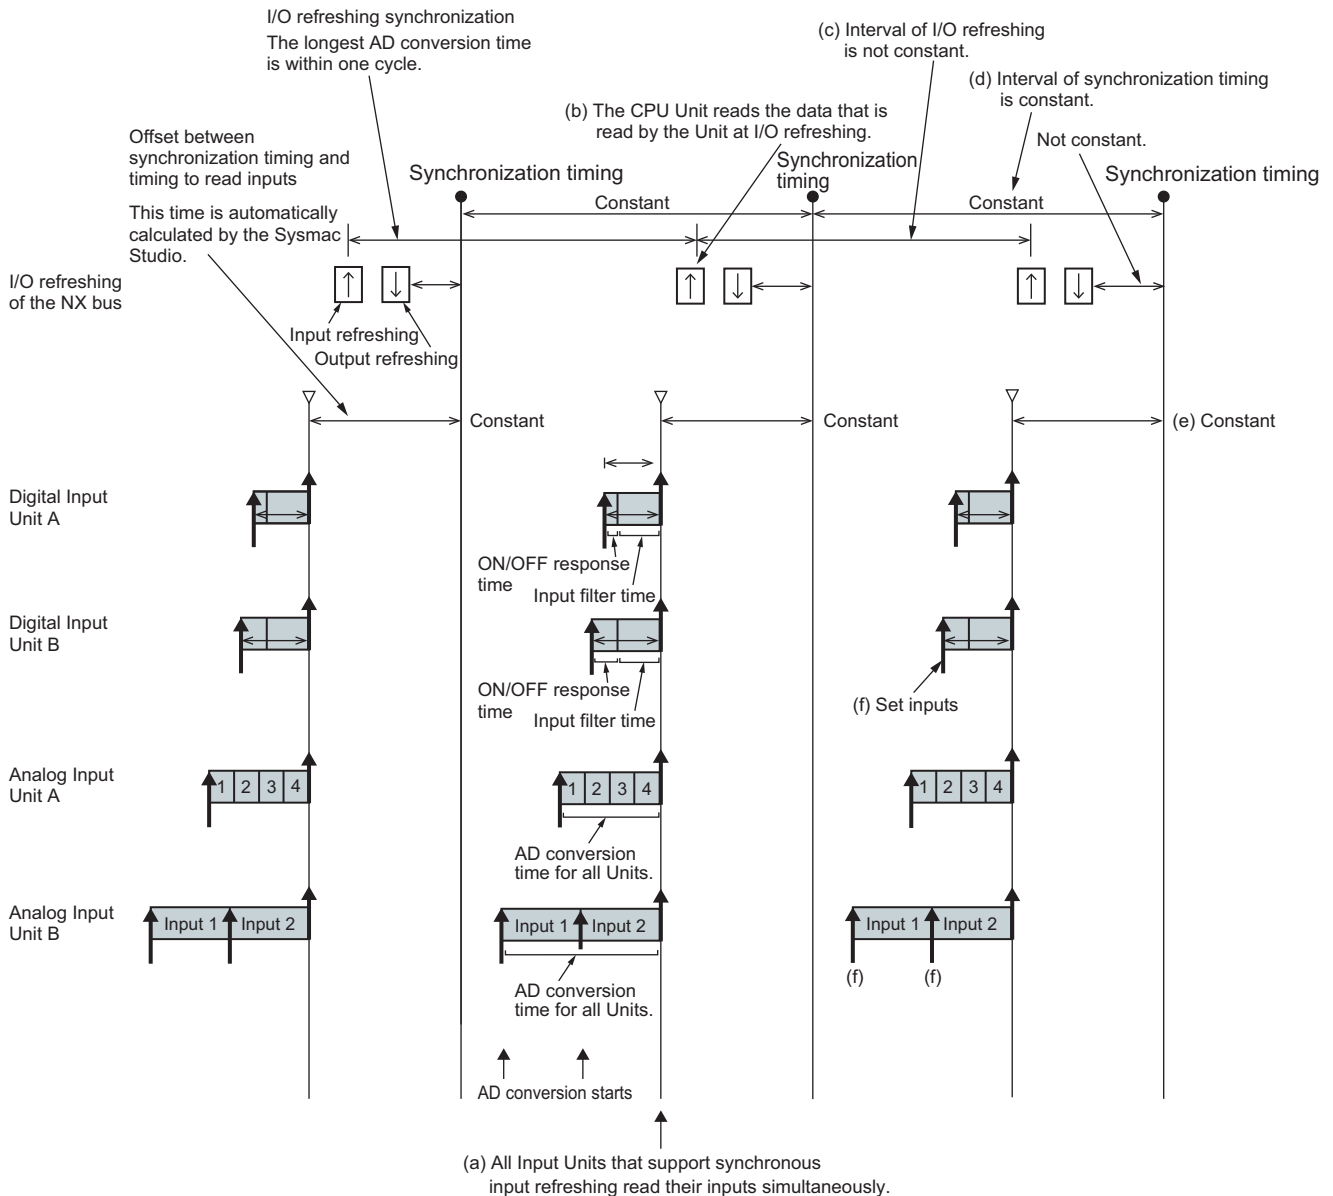 I/O refreshing synchronization
The longest AD conversion time
is within one cycle.
(c) Interval of I/O refreshing
is not constant.
(d) Interval of synchronization timing
is constant.
(b) The CPU Unit reads the data that is
read by the Unit at I/O refreshing.
Offset between
synchronization timing and
timing to read inputs
Not constant.
Synchronization timing
Synchronization
timing
Synchronization timing
This time is automatically
calculated by the Sysmac
Studio.
Constant
Constant
I/O refreshing
of the NX bus
↑
↓
↑
↓
↑
↓
Input refreshing
Output refreshing
Constant
Constant
(e) Constant
Digital Input
Unit A
ON/OFF response
time
Input filter time
Digital Input
Unit B
ON/OFF response
time
Input filter time
(f) Set inputs
Analog Input
Unit A
1 2 3 4
1 2 3 4
1 2 3 4
AD conversion
time for all Units.
Analog Input
Unit B
Input 1 Input 2
Input 1 Input 2
Input 1 Input 2
(f) (f)
AD conversion
time for all Units.
AD conversion starts
(a) All Input Units that support synchronous
input refreshing read their inputs simultaneously.